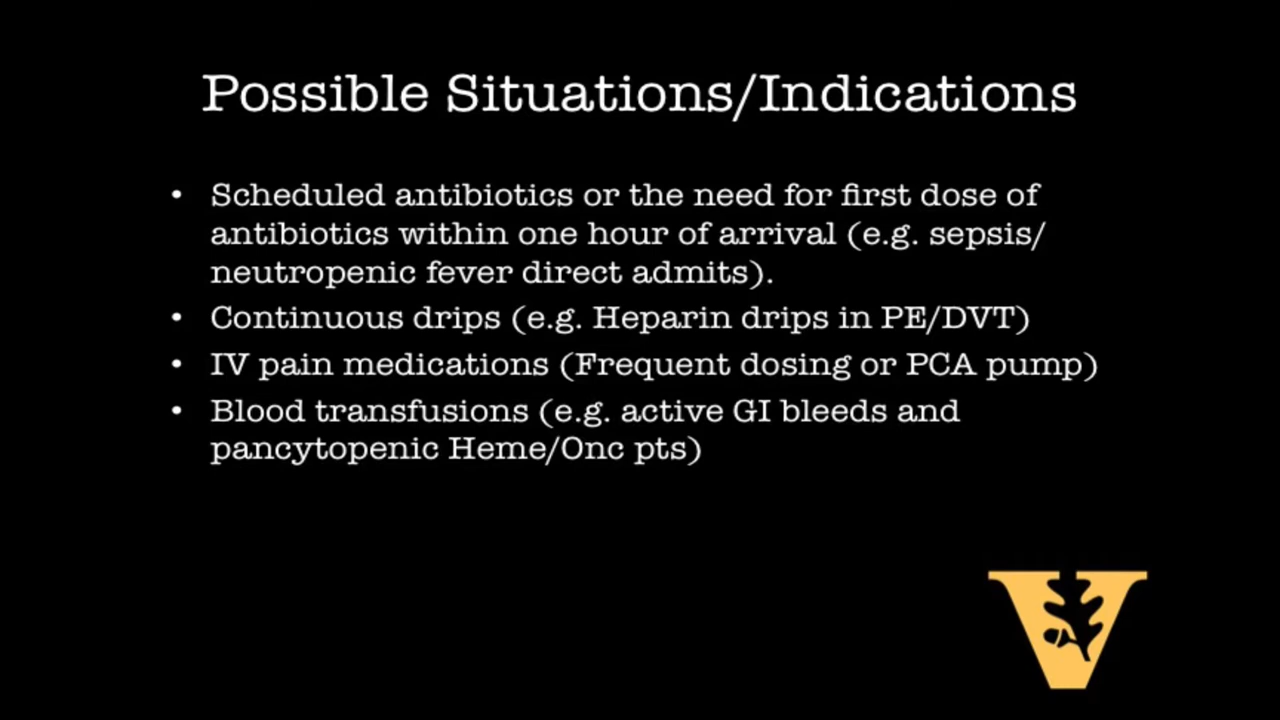 Possible Situations/Indications
• Scheduled antibiotics or the need for first dose of
antibiotics within one hour of arrival (e.g. sepsis/
neutropenic fever direct admits).
• Continuous drips (e.g. Heparin drips in PE/DVT)
• IV pain medications (Frequent dosing or PCA pump)
• Blood transfusions (e.g. active GI bleeds and
pancytopenic Heme/Onc pts)
V